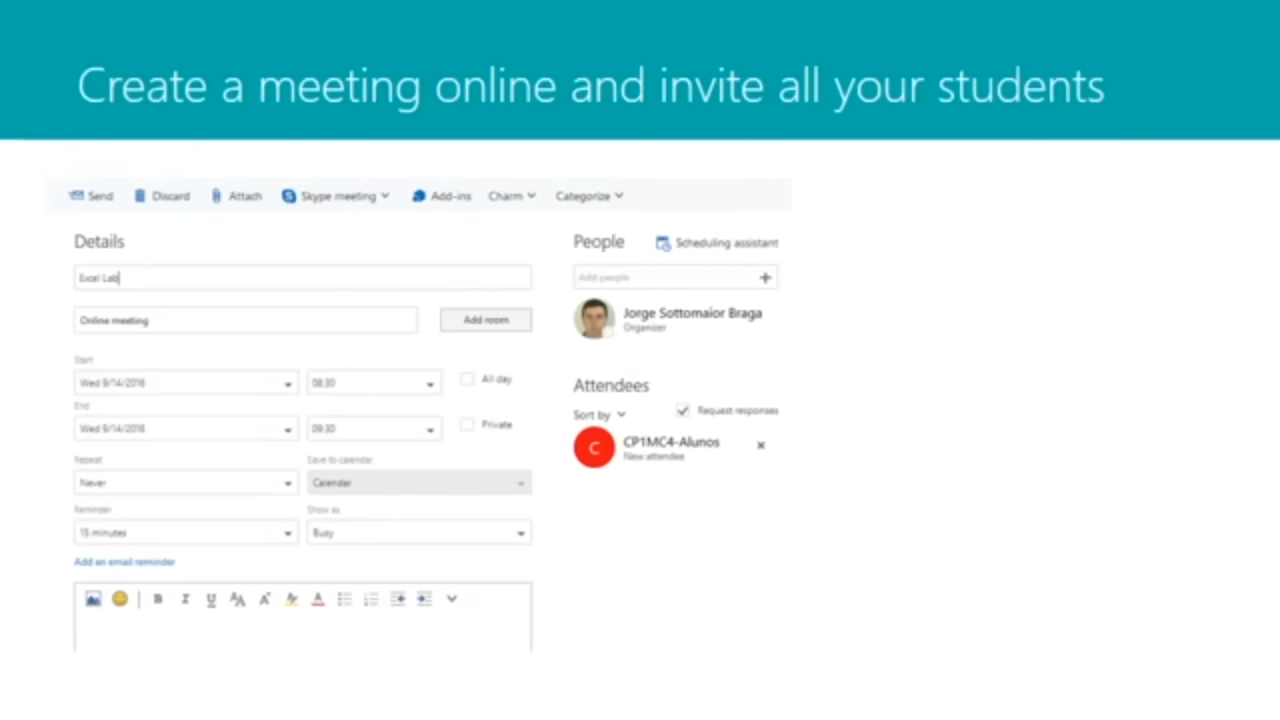 Create a meeting online and invite all your students
Send Discard Attach Skype meeting Add-ins Charm Categorize
Details
Excel Lab
Online meeting
Add room
Start
Wed 9/14/2016
08:30
All day
End
Wed 9/14/2016
09:30
Private
Repeat
Save to calendar
Never
Calendar
Reminder
Show as
15 minutes
Busy
Add an email reminder
B I U
People
Scheduling assistant
Add people
Jorge Sottomaior Braga
Organizer
Attendees
Sort by
Request responses
C
CP1MC4-Alunos
New attendee